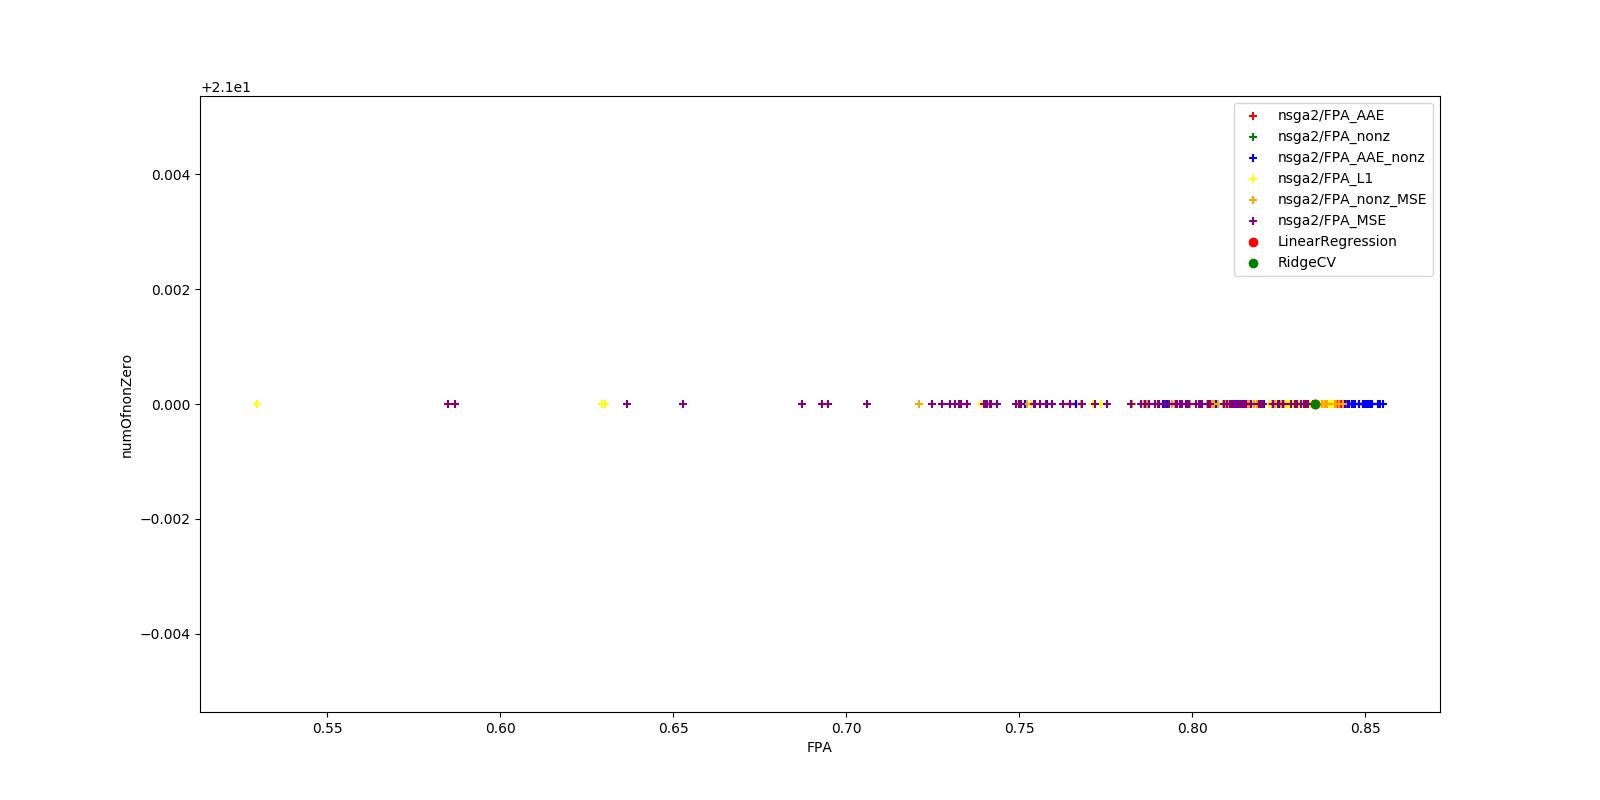 +2.1e1
nsga2/FPA_AAE
nsga2/FPA_nonz
nsga2/FPA_AAE_nonz
nsga2/FPA_L1
nsga2/FPA_nonz_MSE
nsga2/FPA_MSE
LinearRegression
RidgeCV
0.004
0.002
0.000
−0.002
−0.004
numOfnonZero
0.55
0.60
0.65
0.70
0.75
0.80
0.85
FPA